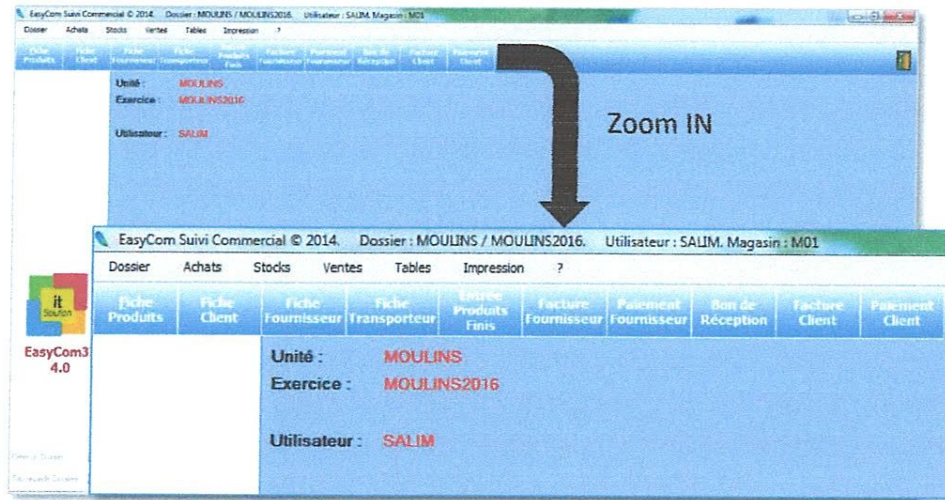 EasyCom Suivi Commercial © 2014. Dossier : MOULINS / MOULINS2016. Utilisateur : SALIM. Magasin : M01
Dossier Achats Stocks Ventes Tables Impression ?
Fiche Produits Fiche Client Fiche Fournisseur Fiche Transporteur Entrée Produits Finis Facture Fournisseur Paiement Fournisseur Bon de Réception Facture Client Paiement Client
Unité : MOULINS
Exercice : MOULINS2016
Utilisateur : SALIM
Zoom IN
EasyCom Suivi Commercial © 2014. Dossier : MOULINS / MOULINS2016. Utilisateur : SALIM. Magasin : M01
Dossier Achats Stocks Ventes Tables Impression ?
Fiche Produits Fiche Client Fiche Fournisseur Fiche Transporteur Entrée Produits Finis Facture Fournisseur Paiement Fournisseur Bon de Réception Facture Client Paiement Client
Unité : MOULINS
Exercice : MOULINS2016
Utilisateur : SALIM
it
Solution
EasyCom3
4.0